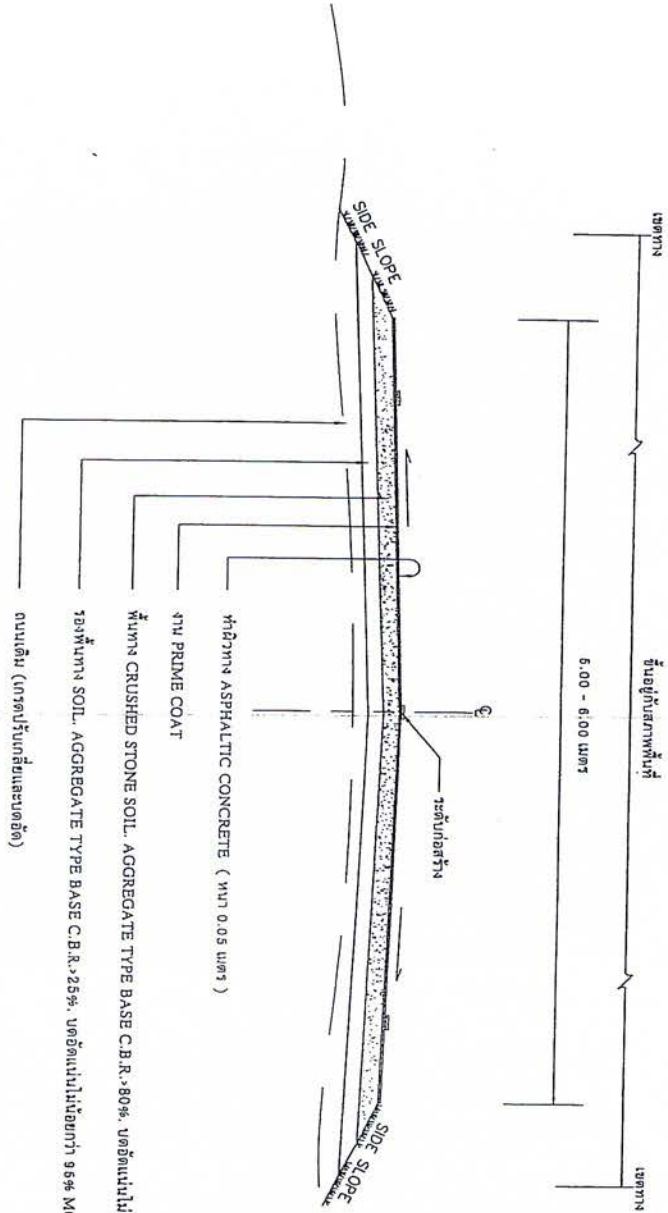 เขตทาง
ขึ้นอยู่กับสภาพพื้นที่
เขตทาง
5.00 - 6.00 เมตร
SIDE SLOPE
℄
ระดับก่อสร้าง
SIDE SLOPE
ทำผิวทาง ASPHALTIC CONCRETE ( หนา 0.05 เมตร )
งาน PRIME COAT
พื้นทาง CRUSHED STONE SOIL. AGGREGATE TYPE BASE C.B.R.>80%. บดอัดแน่นไม่
รองพื้นทาง SOIL. AGGREGATE TYPE BASE C.B.R.>25%. บดอัดแน่นไม่น้อยกว่า 95% M
ถนนเดิม (เกรดปรับเกลี่ยและบดอัด)